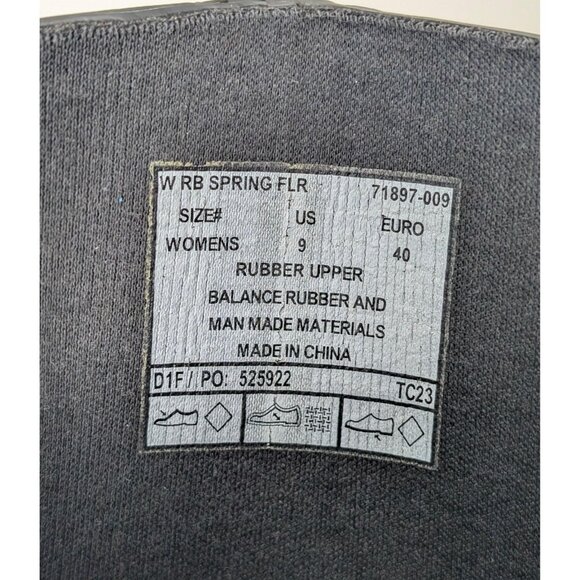 W RB SPRING FLR 71897-009
SIZE# US EURO
WOMENS 9 40
RUBBER UPPER
BALANCE RUBBER AND
MAN MADE MATERIALS
MADE IN CHINA
D1F / PO: 525922 TC23